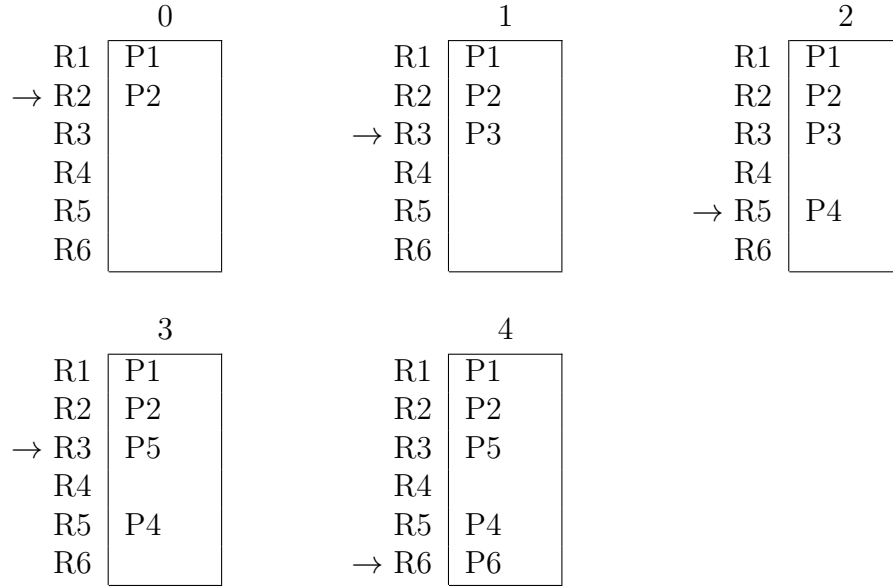 0 1 2
R1 P1 R1 P1 R1 P1
→ R2 P2 R2 P2 R2 P2
R3 → R3 P3 R3 P3
R4 R4 R4
R5 R5 → R5 P4
R6 R6 R6
3 4
R1 P1 R1 P1
R2 P2 R2 P2
→ R3 P5 R3 P5
R4 R4
R5 P4 R5 P4
R6 → R6 P6